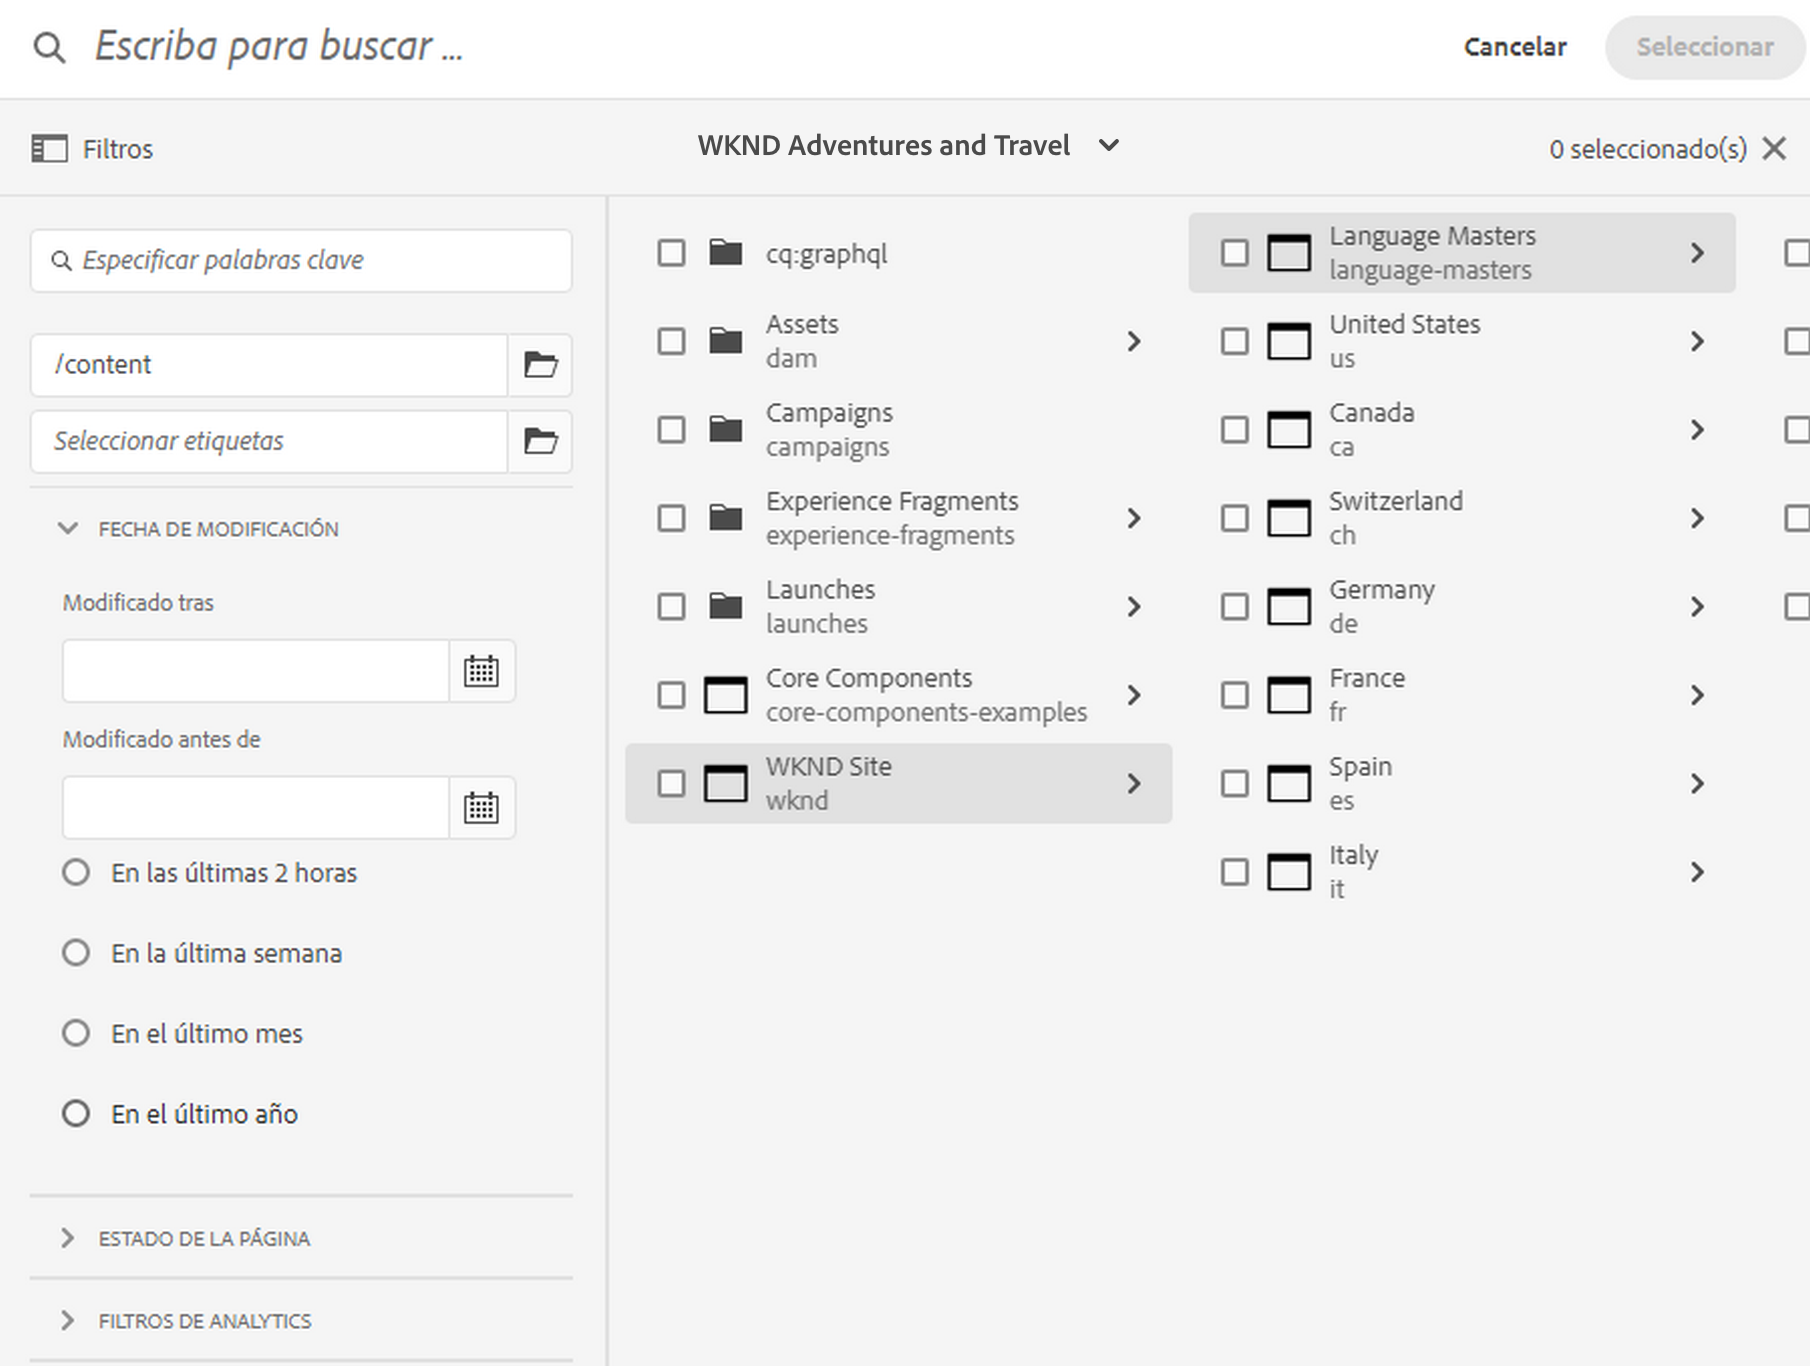 Escriba para buscar ...
Cancelar
Seleccionar
Filtros
WKND Adventures and Travel
0 seleccionado(s)
Especificar palabras clave
/content
Seleccionar etiquetas
FECHA DE MODIFICACIÓN
Modificado tras
Modificado antes de
En las últimas 2 horas
En la última semana
En el último mes
En el último año
ESTADO DE LA PÁGINA
FILTROS DE ANALYTICS
cq:graphql
Assets
dam
Campaigns
campaigns
Experience Fragments
experience-fragments
Launches
launches
Core Components
core-components-examples
WKND Site
wknd
Language Masters
language-masters
United States
us
Canada
ca
Switzerland
ch
Germany
de
France
fr
Spain
es
Italy
it